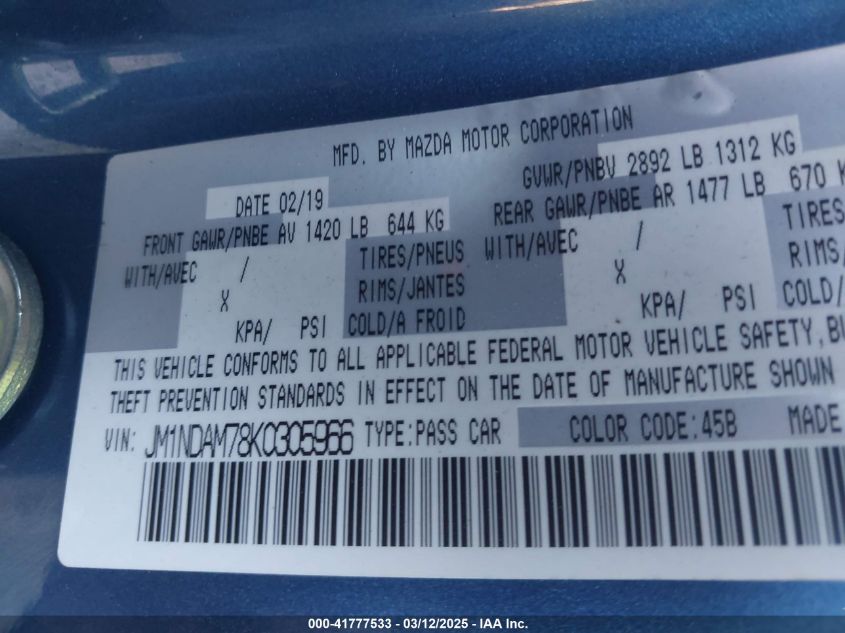 MFD. BY MAZDA MOTOR CORPORATION
DATE 02/19 GVWR/PNBV 2892 LB 1312 KG
FRONT GAWR/PNBE AV 1420 LB 644 KG REAR GAWR/PNBE AR 1477 LB 670 K
WITH/AVEC / TIRES/PNEUS WITH/AVEC / TIRES
X RIMS/JANTES X RIMS/
KPA/ PSI COLD/A FROID KPA/ PSI COLD/
THIS VEHICLE CONFORMS TO ALL APPLICABLE FEDERAL MOTOR VEHICLE SAFETY, BU
THEFT PREVENTION STANDARDS IN EFFECT ON THE DATE OF MANUFACTURE SHOWN
VIN: JM1NDAM78K0305966 TYPE:PASS CAR COLOR CODE:45B MADE
000-41777533 - 03/12/2025 - IAA Inc.